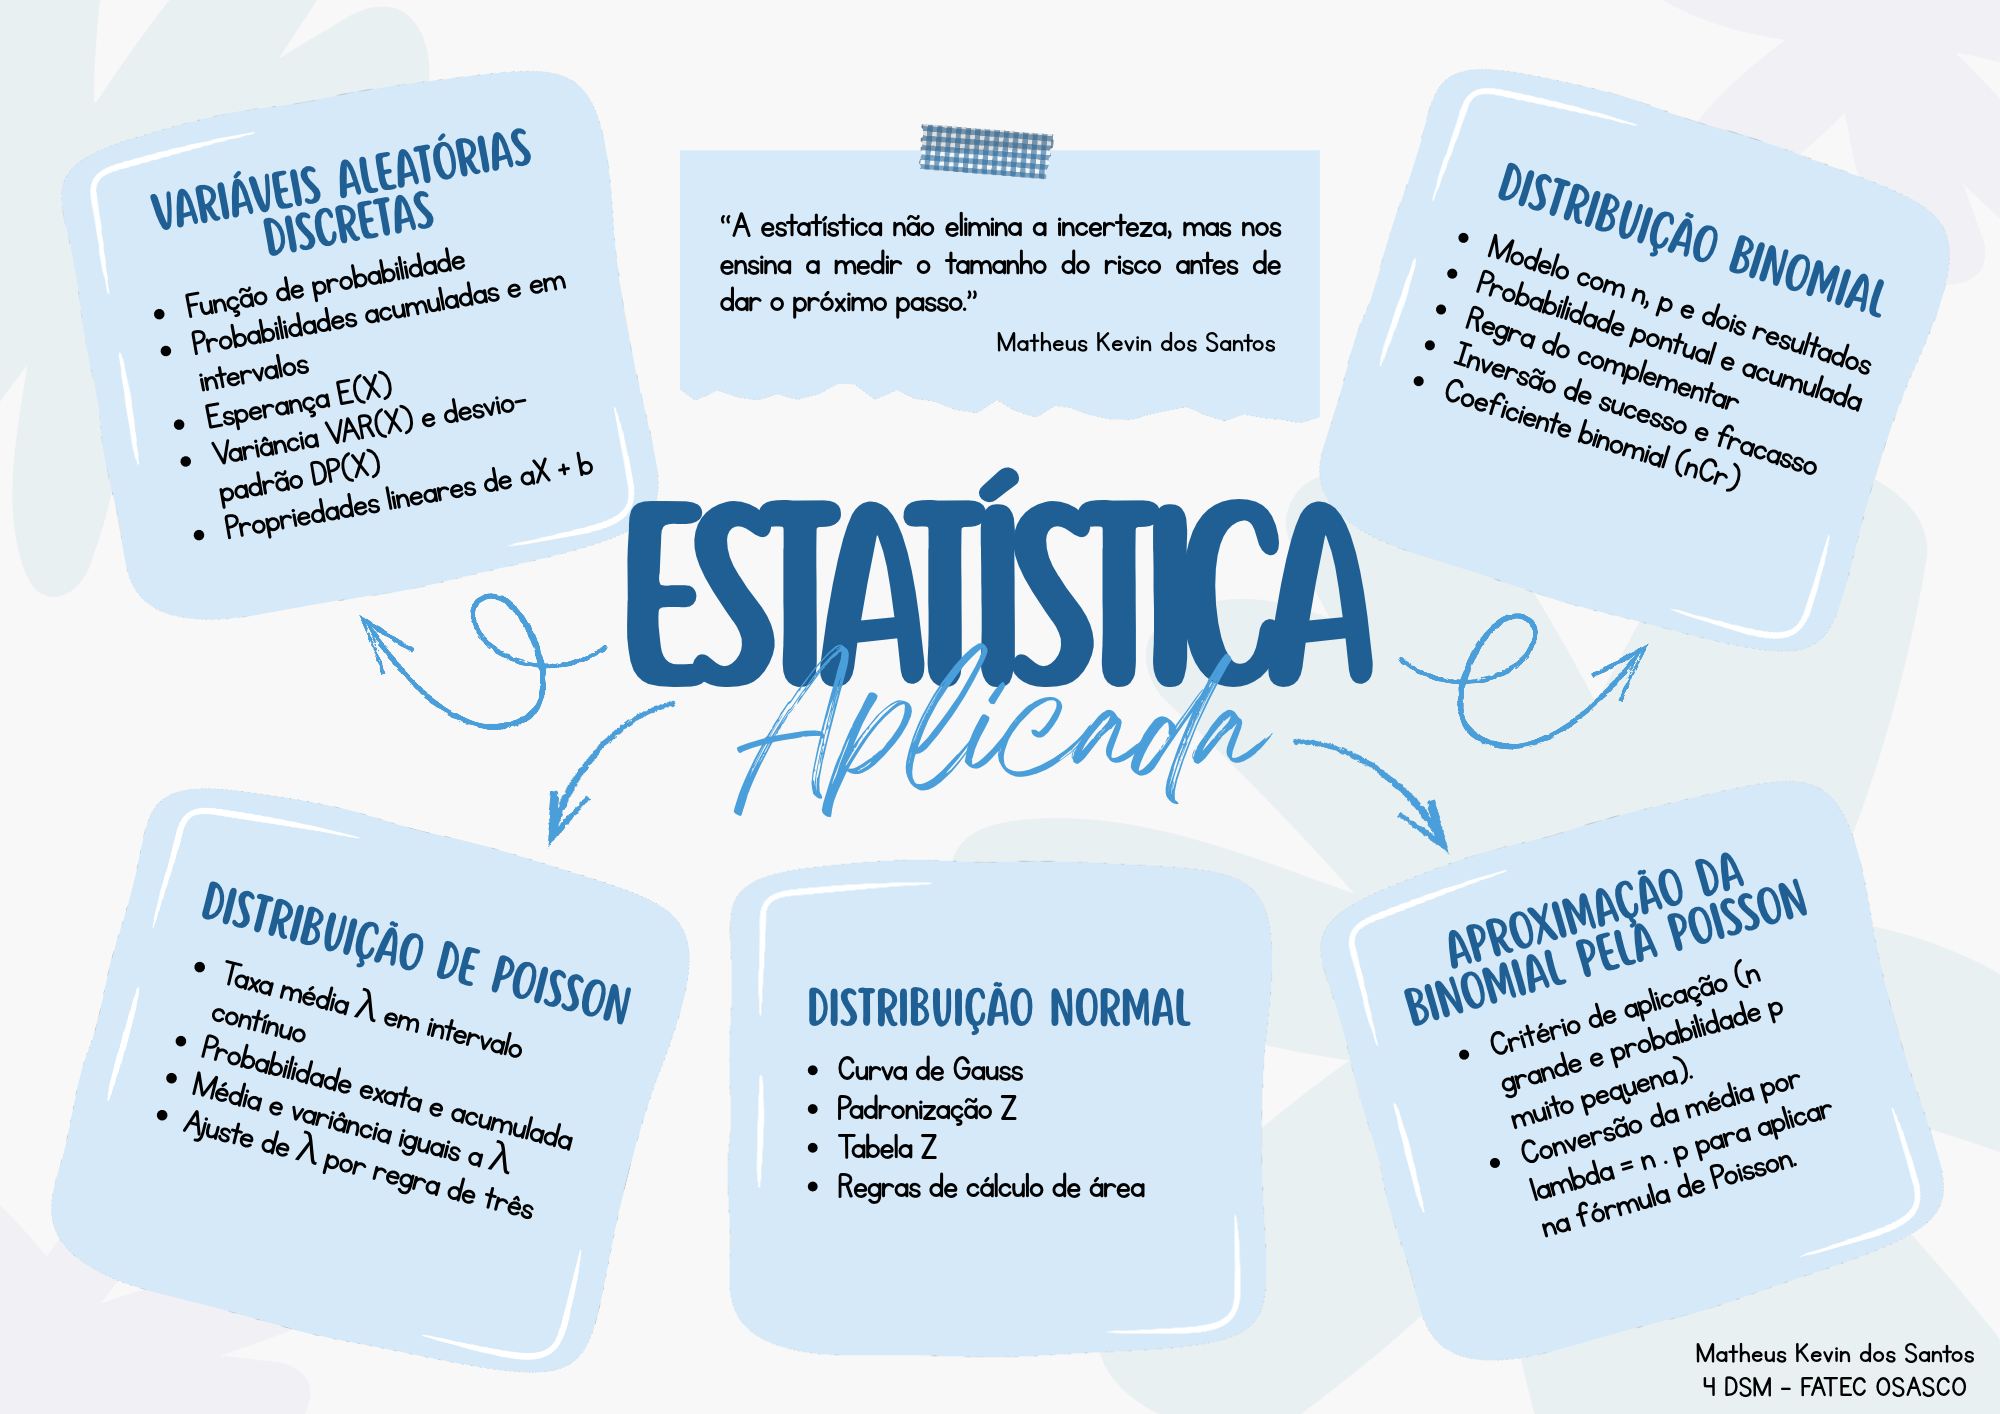 VARIÁVEIS ALEATÓRIAS
DISCRETAS
• Função de probabilidade
• Probabilidades acumuladas e em
intervalos
• Esperança E(X)
• Variância VAR(X) e desvio-
padrão DP(X)
• Propriedades lineares de aX + b
“A estatística não elimina a incerteza, mas nos
ensina a medir o tamanho do risco antes de
dar o próximo passo.”
Matheus Kevin dos Santos
DISTRIBUIÇÃO BINOMIAL
• Modelo com n, p e dois resultados
• Probabilidade pontual e acumulada
• Regra do complementar
• Inversão de sucesso e fracasso
• Coeficiente binomial (nCr)
ESTATÍSTICA
Aplicada
DISTRIBUIÇÃO DE POISSON
• Taxa média λ em intervalo
contínuo
• Probabilidade exata e acumulada
• Média e variância iguais a λ
• Ajuste de λ por regra de três
DISTRIBUIÇÃO NORMAL
• Curva de Gauss
• Padronização Z
• Tabela Z
• Regras de cálculo de área
APROXIMAÇÃO DA
BINOMIAL PELA POISSON
• Critério de aplicação (n
grande e probabilidade p
muito pequena).
• Conversão da média por
lambda = n . p para aplicar
na fórmula de Poisson.
Matheus Kevin dos Santos
4 DSM - FATEC OSASCO